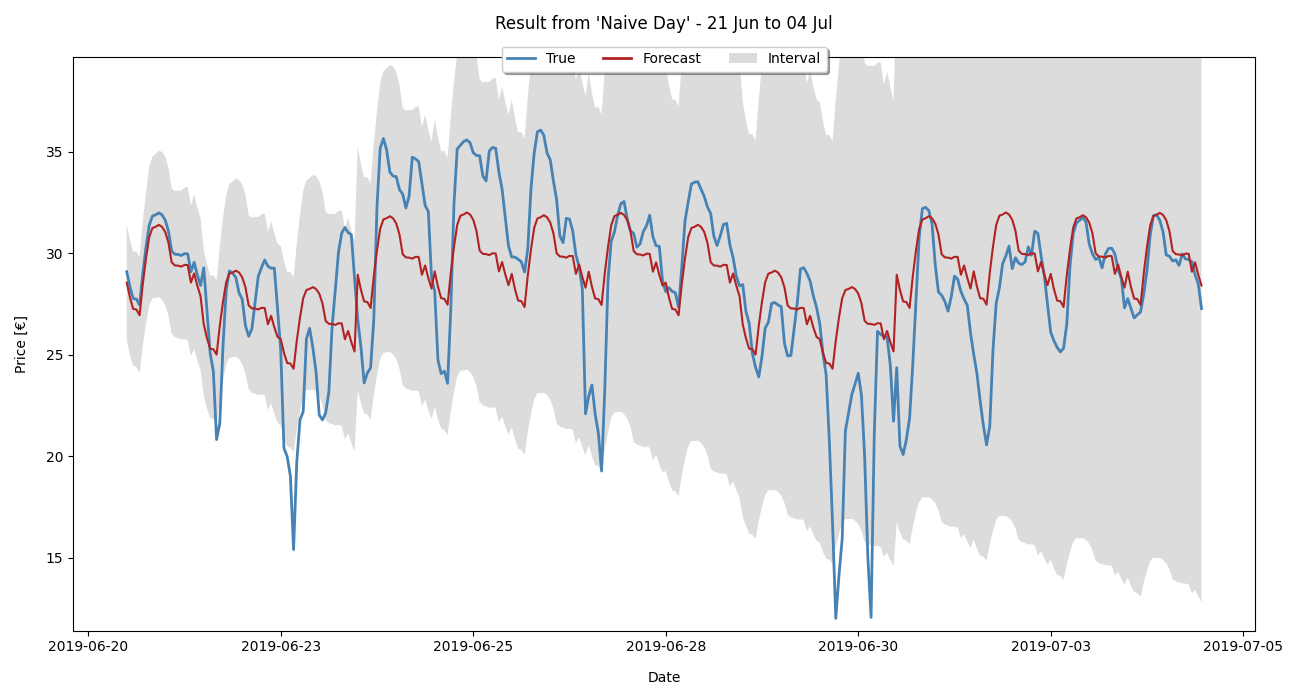 Result from 'Naive Day' - 21 Jun to 04 Jul
True Forecast Interval
Price [€]
35
30
25
20
15
2019-06-20 2019-06-23 2019-06-25 2019-06-28 2019-06-30 2019-07-03 2019-07-05
Date